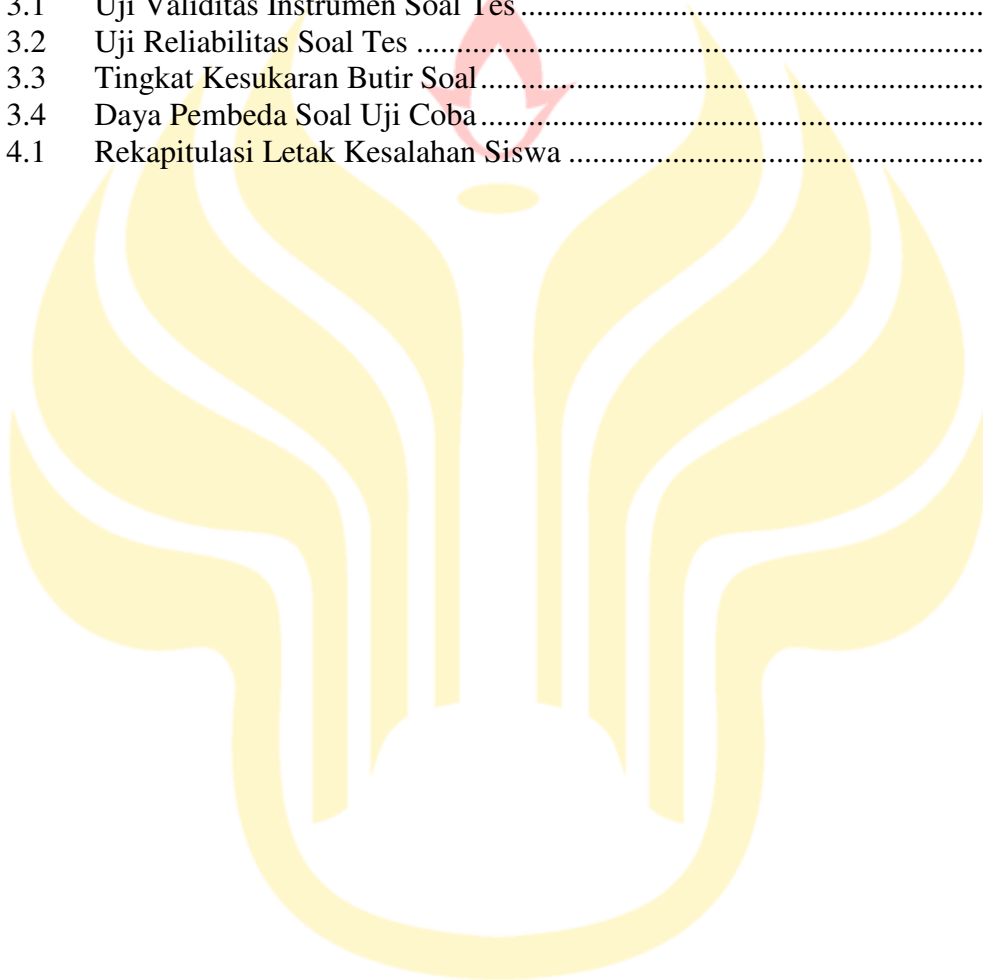 3.1 Uji Validitas Instrumen Soal Tes ............................................................
3.2 Uji Reliabilitas Soal Tes .........................................................................
3.3 Tingkat Kesukaran Butir Soal .................................................................
3.4 Daya Pembeda Soal Uji Coba .................................................................
4.1 Rekapitulasi Letak Kesalahan Siswa ......................................................